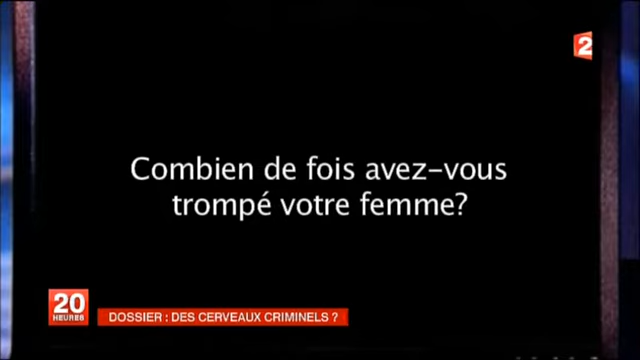 2
Combien de fois avez-vous
trompé votre femme?
20
HEURES
DOSSIER : DES CERVEAUX CRIMINELS ?